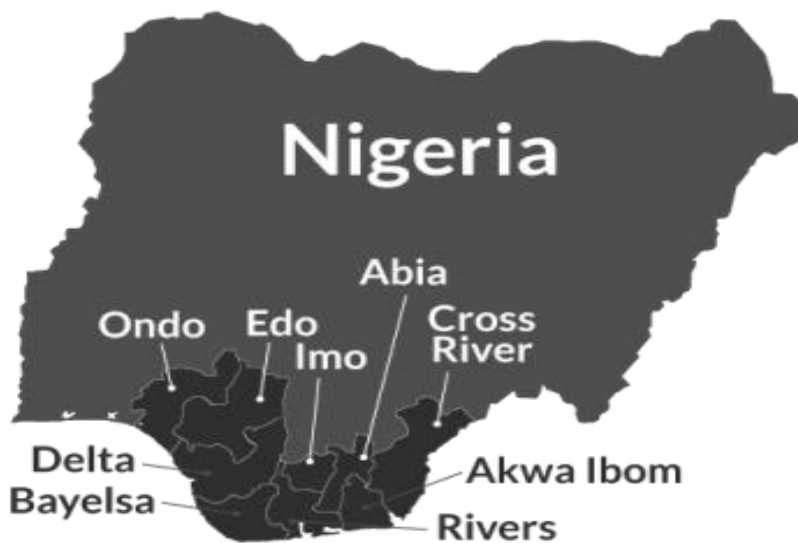 Nigeria
Abia
Ondo
Edo
Imo
Cross
River
Delta
Bayelsa
Akwa Ibom
Rivers